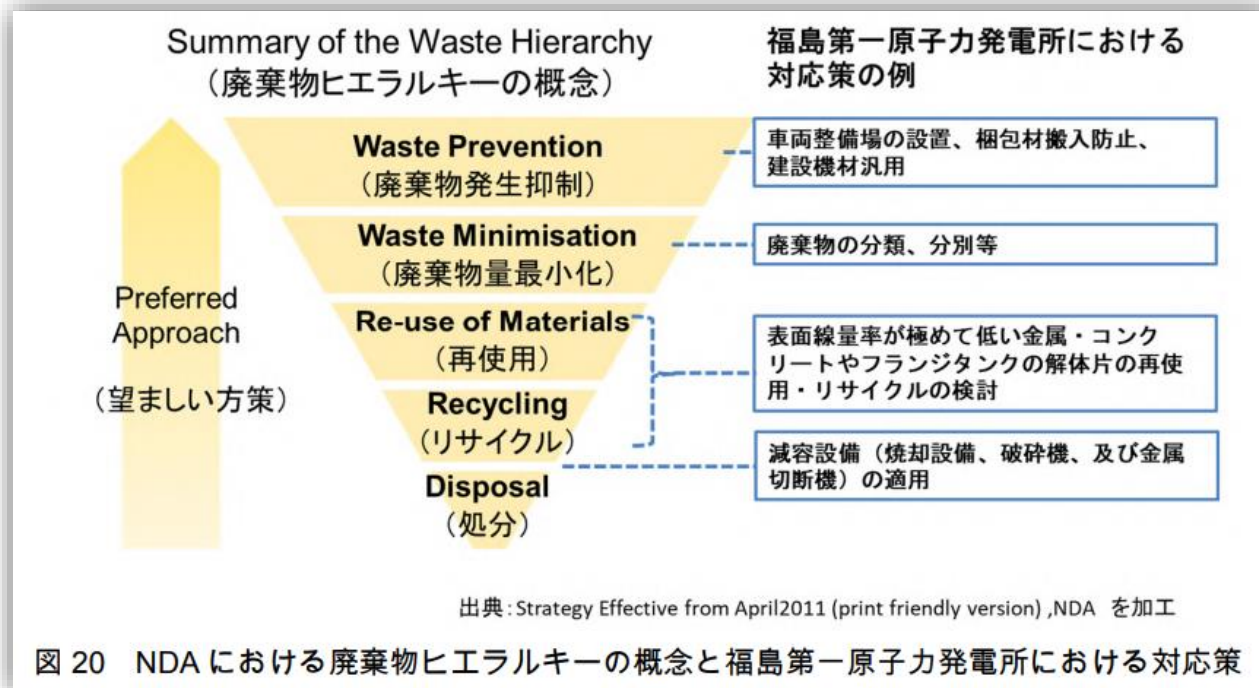 Summary of the Waste Hierarchy
（廃棄物ヒエラルキーの概念）
福島第一原子力発電所における
対応策の例
Preferred
Approach
（望ましい方策）
Waste Prevention
（廃棄物発生抑制）
車両整備場の設置、梱包材搬入防止、
建設機材汎用
Waste Minimisation
（廃棄物量最小化）
廃棄物の分類、分別等
Re-use of Materials
（再使用）
Recycling
（リサイクル）
表面線量率が極めて低い金属・コンク
リートやフランジタンクの解体片の再使
用・リサイクルの検討
Disposal
（処分）
減容設備（焼却設備、破砕機、及び金属
切断機）の適用
出典：Strategy Effective from April2011 (print friendly version) ,NDA を加工
図 20 NDA における廃棄物ヒエラルキーの概念と福島第一原子力発電所における対応策